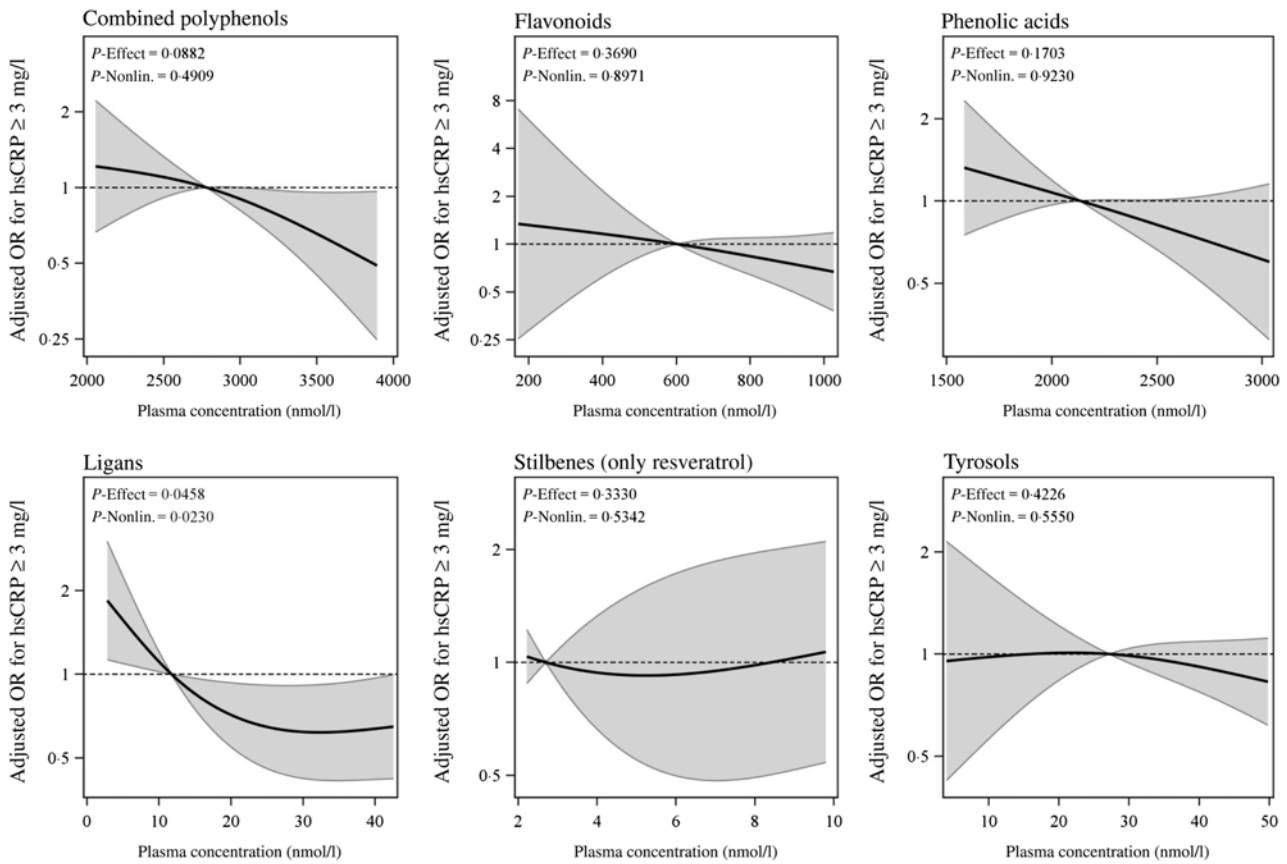 Combined polyphenols
P-Effect = 0·0882
P-Nonlin. = 0·4909
Adjusted OR for hsCRP ≥ 3 mg/l
2
1
0·5
0·25
2000 2500 3000 3500 4000
Plasma concentration (nmol/l)
Flavonoids
P-Effect = 0·3690
P-Nonlin. = 0·8971
Adjusted OR for hsCRP ≥ 3 mg/l
8
4
2
1
0·5
0·25
200 400 600 800 1000
Plasma concentration (nmol/l)
Phenolic acids
P-Effect = 0·1703
P-Nonlin. = 0·9230
Adjusted OR for hsCRP ≥ 3 mg/l
2
1
0·5
1500 2000 2500 3000
Plasma concentration (nmol/l)
Ligans
P-Effect = 0·0458
P-Nonlin. = 0·0230
Adjusted OR for hsCRP ≥ 3 mg/l
2
1
0·5
0 10 20 30 40
Plasma concentration (nmol/l)
Stilbenes (only resveratrol)
P-Effect = 0·3330
P-Nonlin. = 0·5342
Adjusted OR for hsCRP ≥ 3 mg/l
2
1
0·5
2 4 6 8 10
Plasma concentration (nmol/l)
Tyrosols
P-Effect = 0·4226
P-Nonlin. = 0·5550
Adjusted OR for hsCRP ≥ 3 mg/l
2
1
0·5
10 20 30 40 50
Plasma concentration (nmol/l)